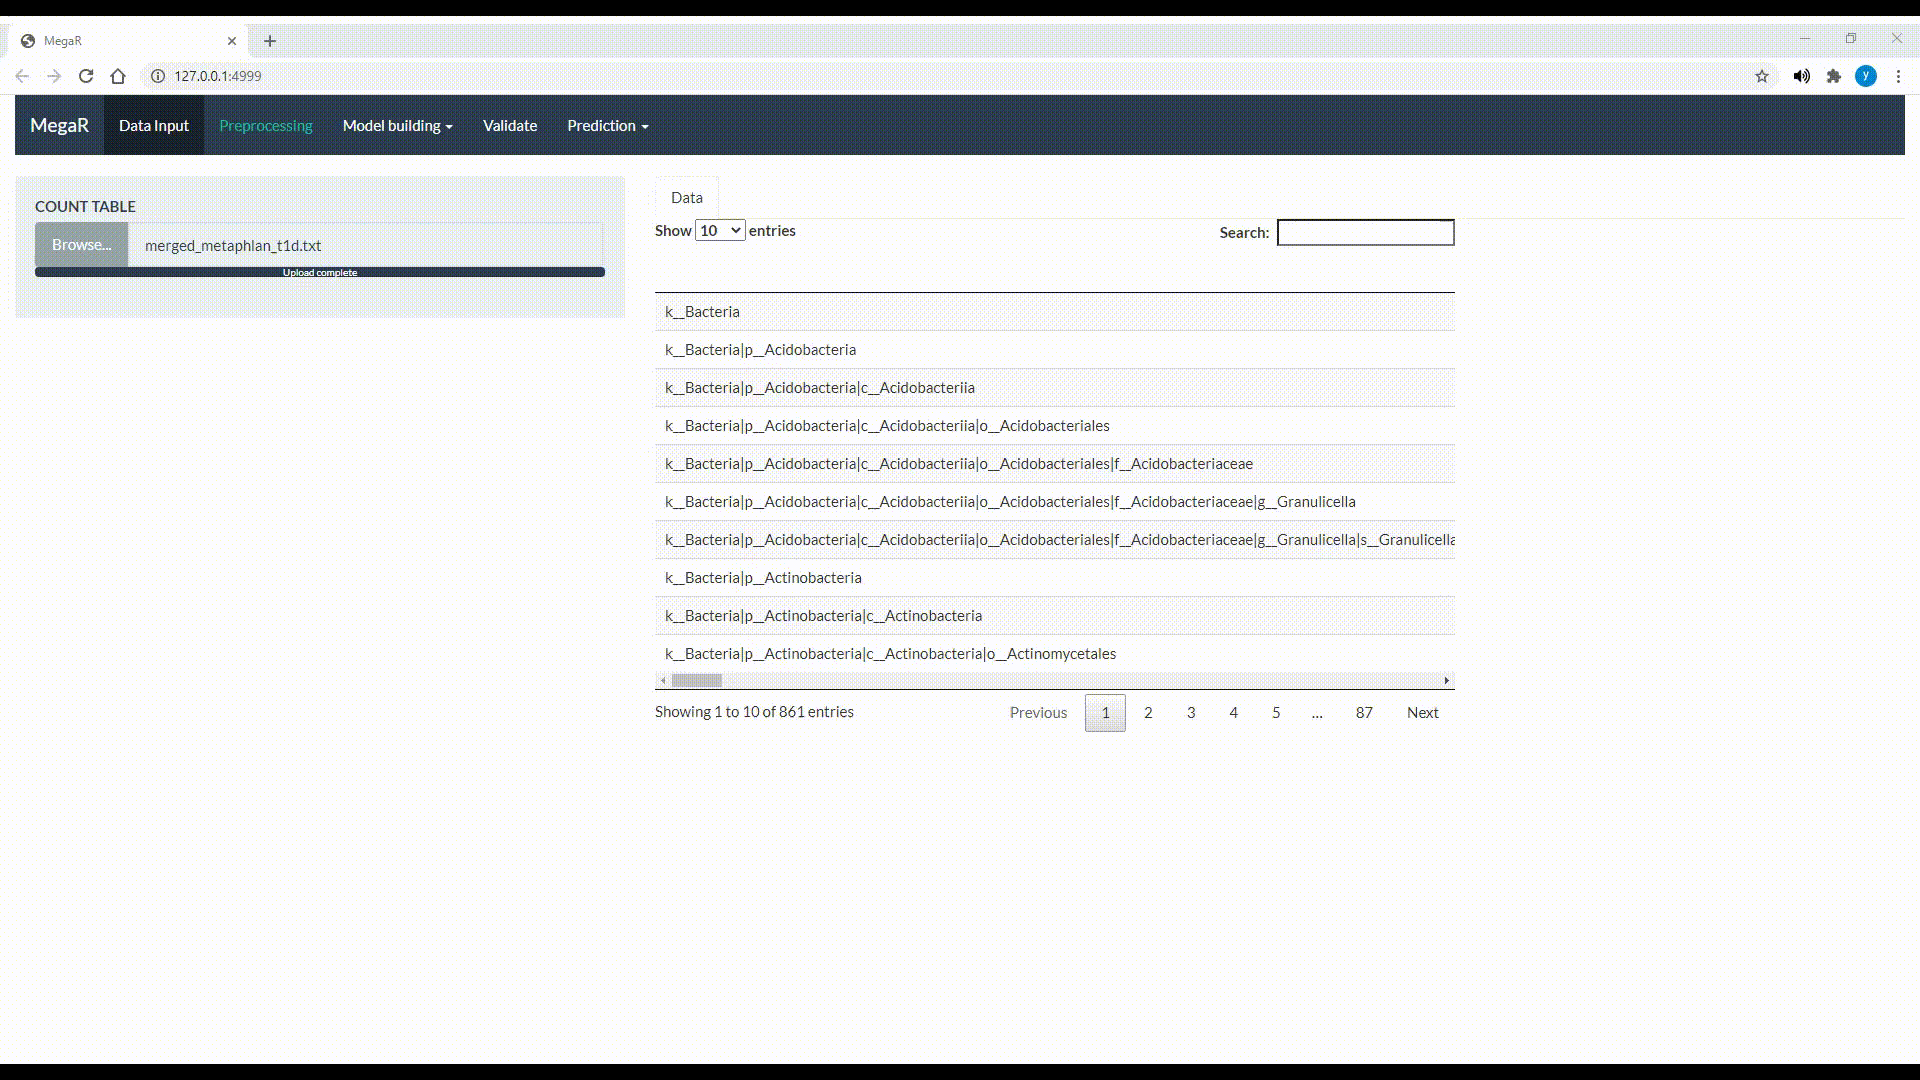 MegaR
127.0.0.1:4999
y
MegaR Data Input Preprocessing Model building Validate Prediction
COUNT TABLE
Browse... merged_metaphlan_t1d.txt
Upload complete
Data
Show 10 entries
Search:
k__Bacteria
k__Bacteria|p__Acidobacteria
k__Bacteria|p__Acidobacteria|c__Acidobacteriia
k__Bacteria|p__Acidobacteria|c__Acidobacteriia|o__Acidobacteriales
k__Bacteria|p__Acidobacteria|c__Acidobacteriia|o__Acidobacteriales|f__Acidobacteriaceae
k__Bacteria|p__Acidobacteria|c__Acidobacteriia|o__Acidobacteriales|f__Acidobacteriaceae|g__Granulicella
k__Bacteria|p__Acidobacteria|c__Acidobacteriia|o__Acidobacteriales|f__Acidobacteriaceae|g__Granulicella|s__Granulicella
k__Bacteria|p__Actinobacteria
k__Bacteria|p__Actinobacteria|c__Actinobacteria
k__Bacteria|p__Actinobacteria|c__Actinobacteria|o__Actinomycetales
Showing 1 to 10 of 861 entries
Previous 1 2 3 4 5 ... 87 Next